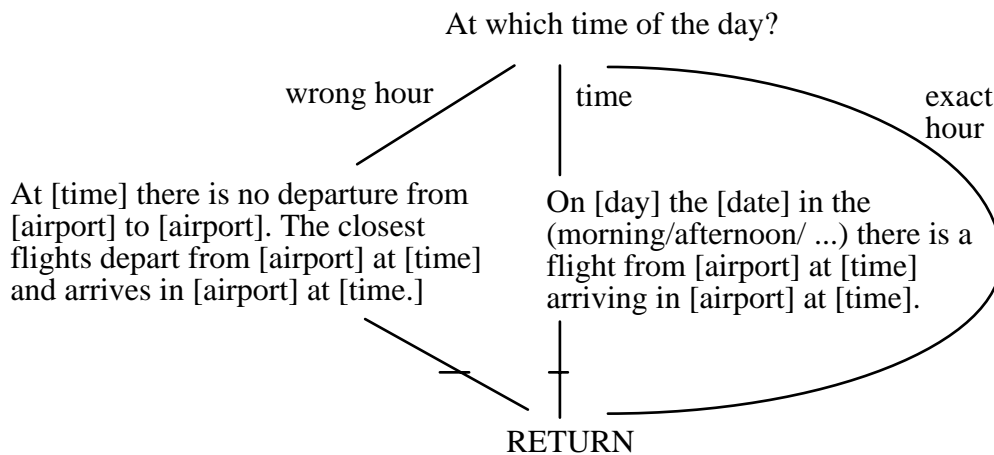 At which time of the day?
wrong hour
time
exact
hour
At [time] there is no departure from
[airport] to [airport]. The closest
flights depart from [airport] at [time]
and arrives in [airport] at [time.]
On [day] the [date] in the
(morning/afternoon/ ...) there is a
flight from [airport] at [time]
arriving in [airport] at [time].
RETURN